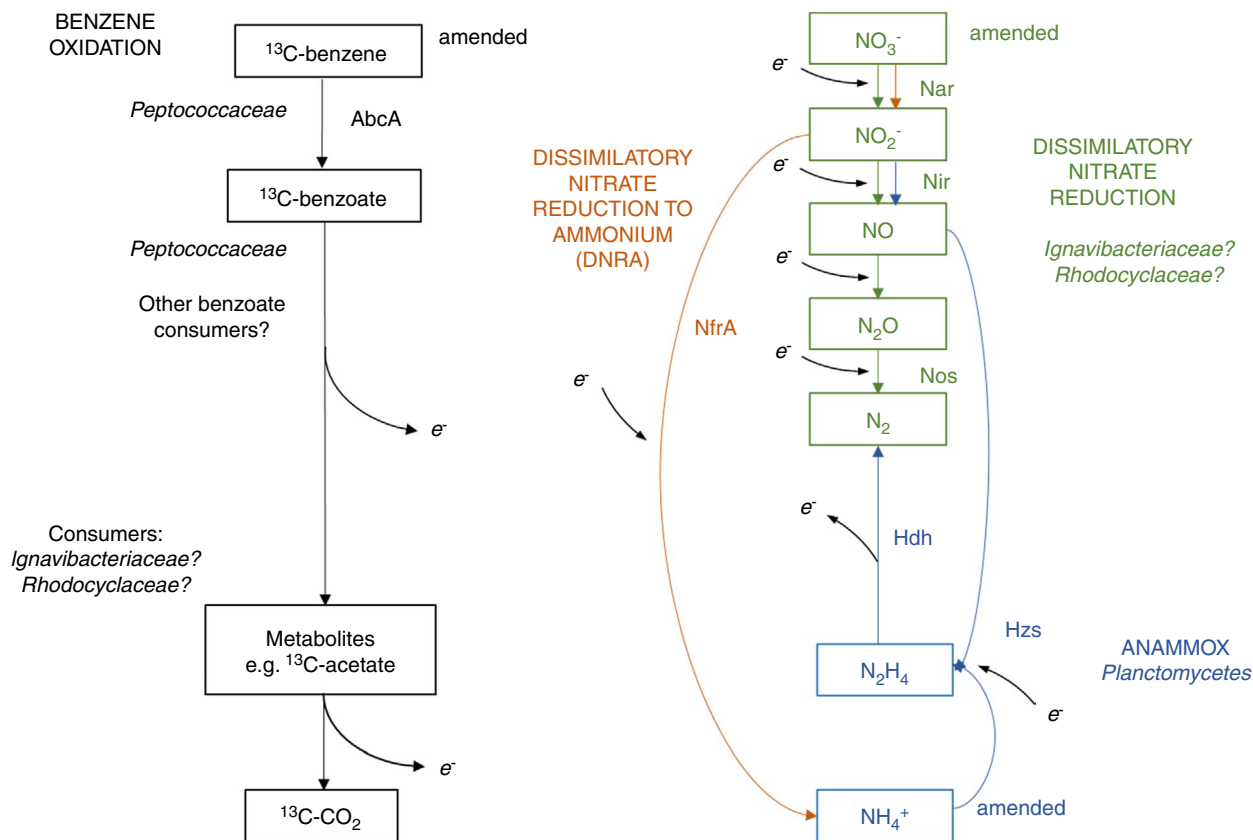 BENZENE
OXIDATION
¹³C-benzene
amended
Peptococcaceae
AbcA
¹³C-benzoate
Peptococcaceae
Other benzoate
consumers?
e⁻
Consumers:
Ignavibacteriaceae?
Rhodocyclaceae?
Metabolites
e.g. ¹³C-acetate
e⁻
¹³C-CO₂
NO₃⁻
amended
e⁻
Nar
NO₂⁻
e⁻
Nir
NO
e⁻
N₂O
e⁻
Nos
N₂
DISSIMILATORY
NITRATE
REDUCTION TO
AMMONIUM
(DNRA)
NfrA
e⁻
DISSIMILATORY
NITRATE
REDUCTION
Ignavibacteriaceae?
Rhodocyclaceae?
e⁻
Hdh
Hzs
N₂H₄
e⁻
ANAMMOX
Planctomycetes
NH₄⁺
amended